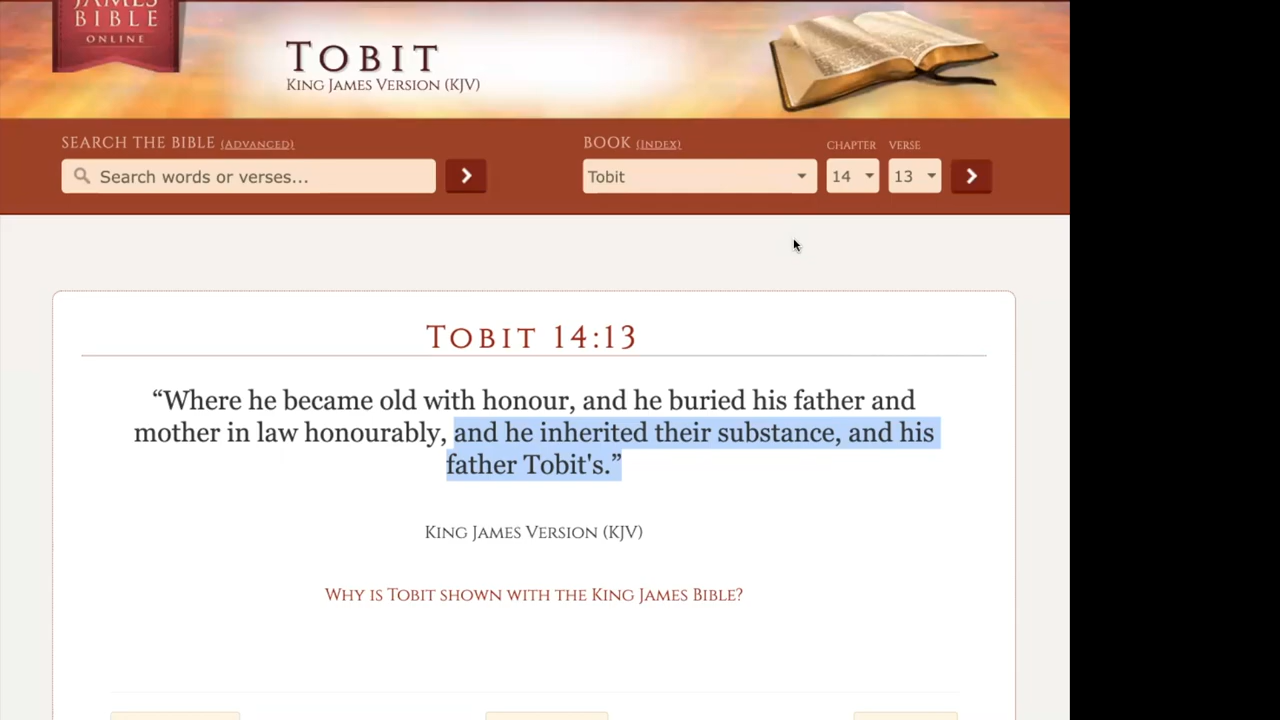 JAMES
BIBLE
ONLINE
TOBIT
KING JAMES VERSION (KJV)
SEARCH THE BIBLE (ADVANCED)
Search words or verses...
BOOK (INDEX)
Tobit
CHAPTER
14
VERSE
13
TOBIT 14:13
“Where he became old with honour, and he buried his father and
mother in law honourably, and he inherited their substance, and his
father Tobit's.”
KING JAMES VERSION (KJV)
WHY IS TOBIT SHOWN WITH THE KING JAMES BIBLE?